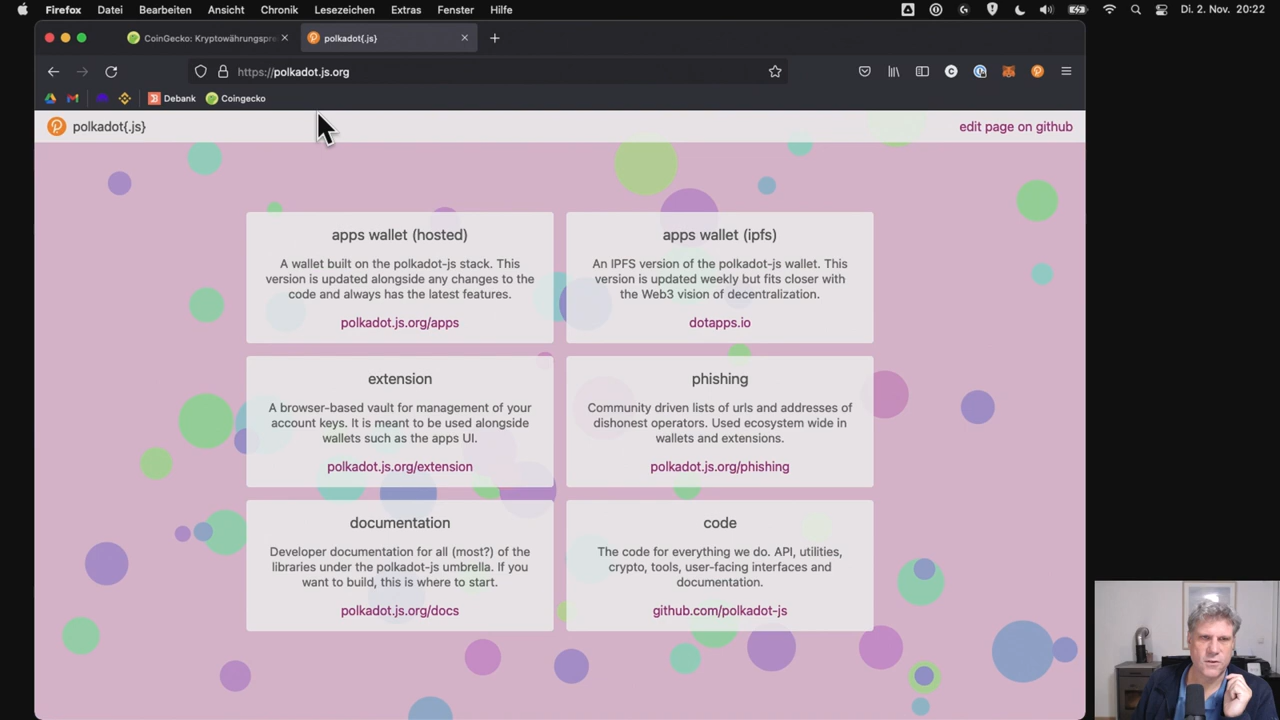 Firefox Datei Bearbeiten Ansicht Chronik Lesezeichen Extras Fenster Hilfe Di. 2. Nov. 20:22
CoinGecko: Kryptowährungspre polkadot{.js}
https://polkadot.js.org
Debank Coingecko
polkadot{.js} edit page on github
apps wallet (hosted)
A wallet built on the polkadot-js stack. This
version is updated alongside any changes to the
code and always has the latest features.
polkadot.js.org/apps
apps wallet (ipfs)
An IPFS version of the polkadot-js wallet. This
version is updated weekly but fits closer with
the Web3 vision of decentralization.
dotapps.io
extension
A browser-based vault for management of your
account keys. It is meant to be used alongside
wallets such as the apps UI.
polkadot.js.org/extension
phishing
Community driven lists of urls and addresses of
dishonest operators. Used ecosystem wide in
wallets and extensions.
polkadot.js.org/phishing
documentation
Developer documentation for all (most?) of the
libraries under the polkadot-js umbrella. If you
want to build, this is where to start.
polkadot.js.org/docs
code
The code for everything we do. API, utilities,
crypto, tools, user-facing interfaces and
documentation.
github.com/polkadot-js